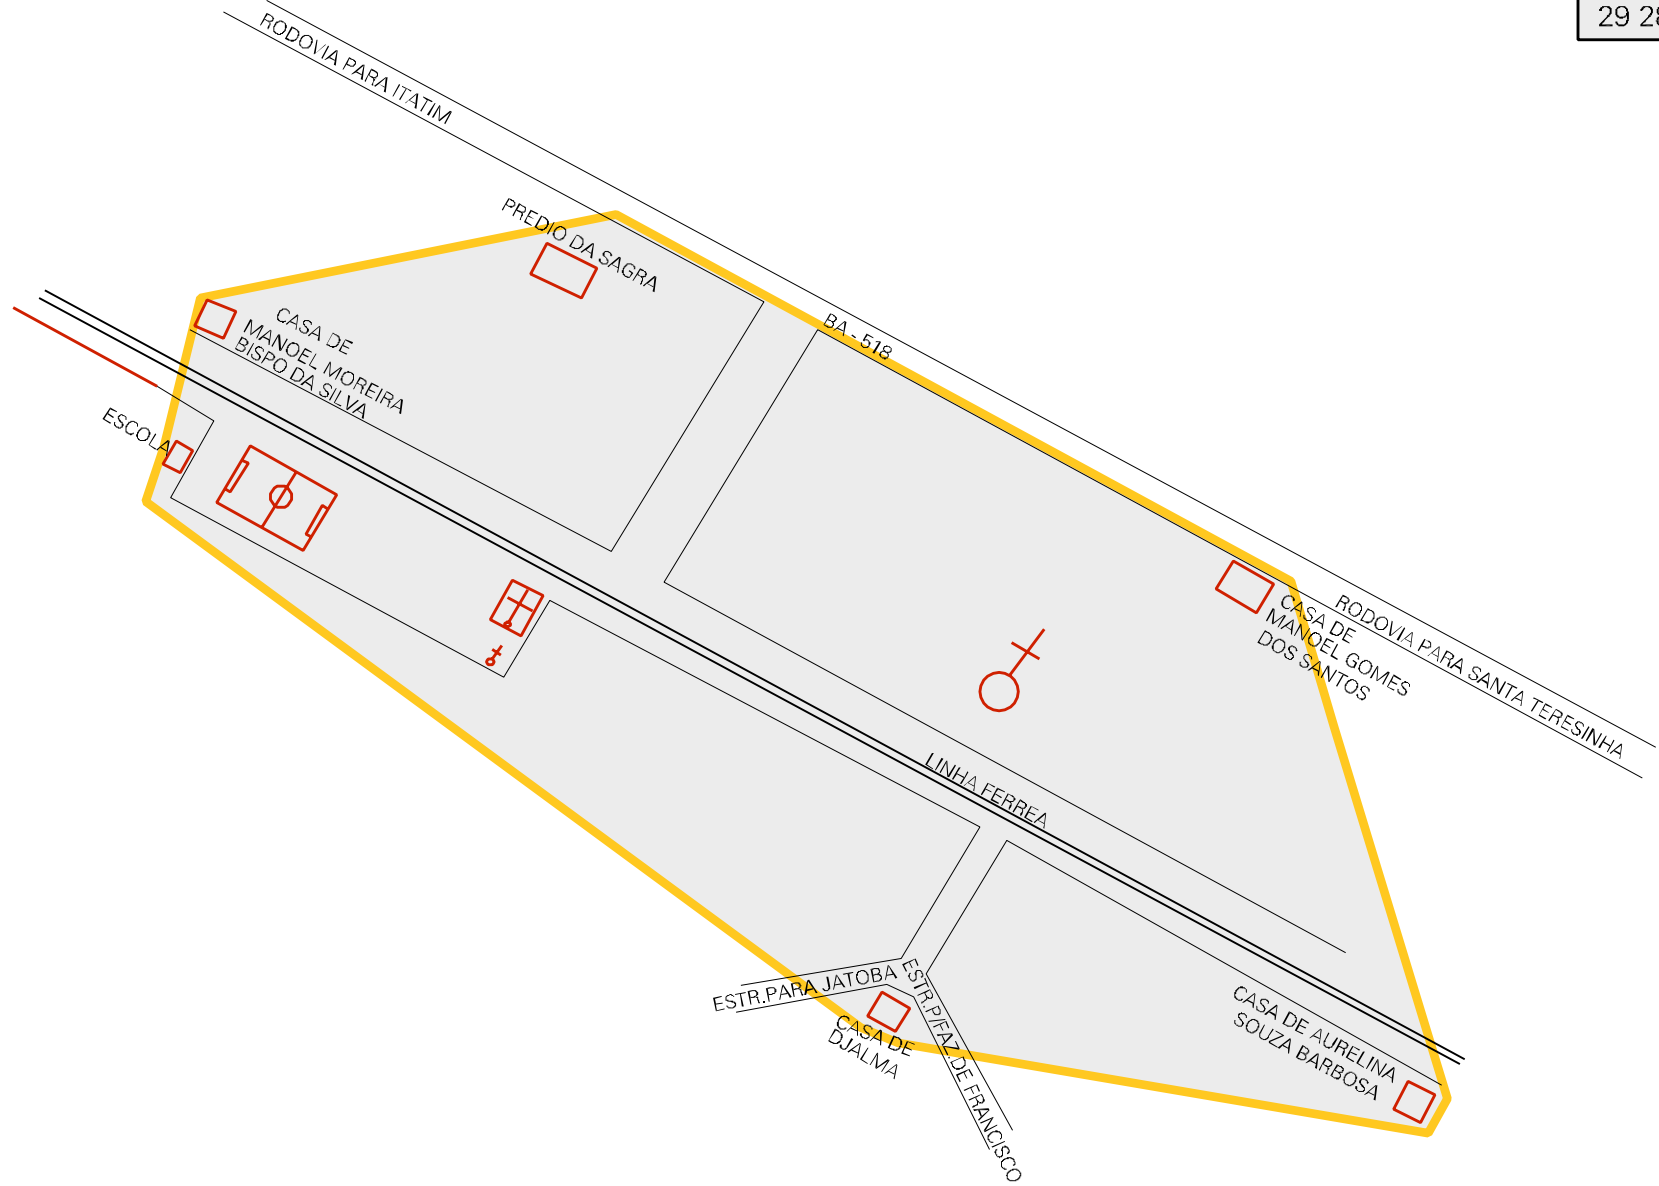 29 28
RODOVIA PARA ITATIM
PREDIO DA SAGRA
CASA DE
MANOEL MOREIRA
BISPO DA SILVA
BA - 518
ESCOLA
CASA DE
MANOEL GOMES
DOS SANTOS
RODOVIA PARA SANTA TERESINHA
LINHA FERREA
ESTR.PARA JATOBA
ESTR.P/FAZ.DE FRANCISCO
CASA DE
DJALMA
CASA DE AURELINA
SOUZA BARBOSA